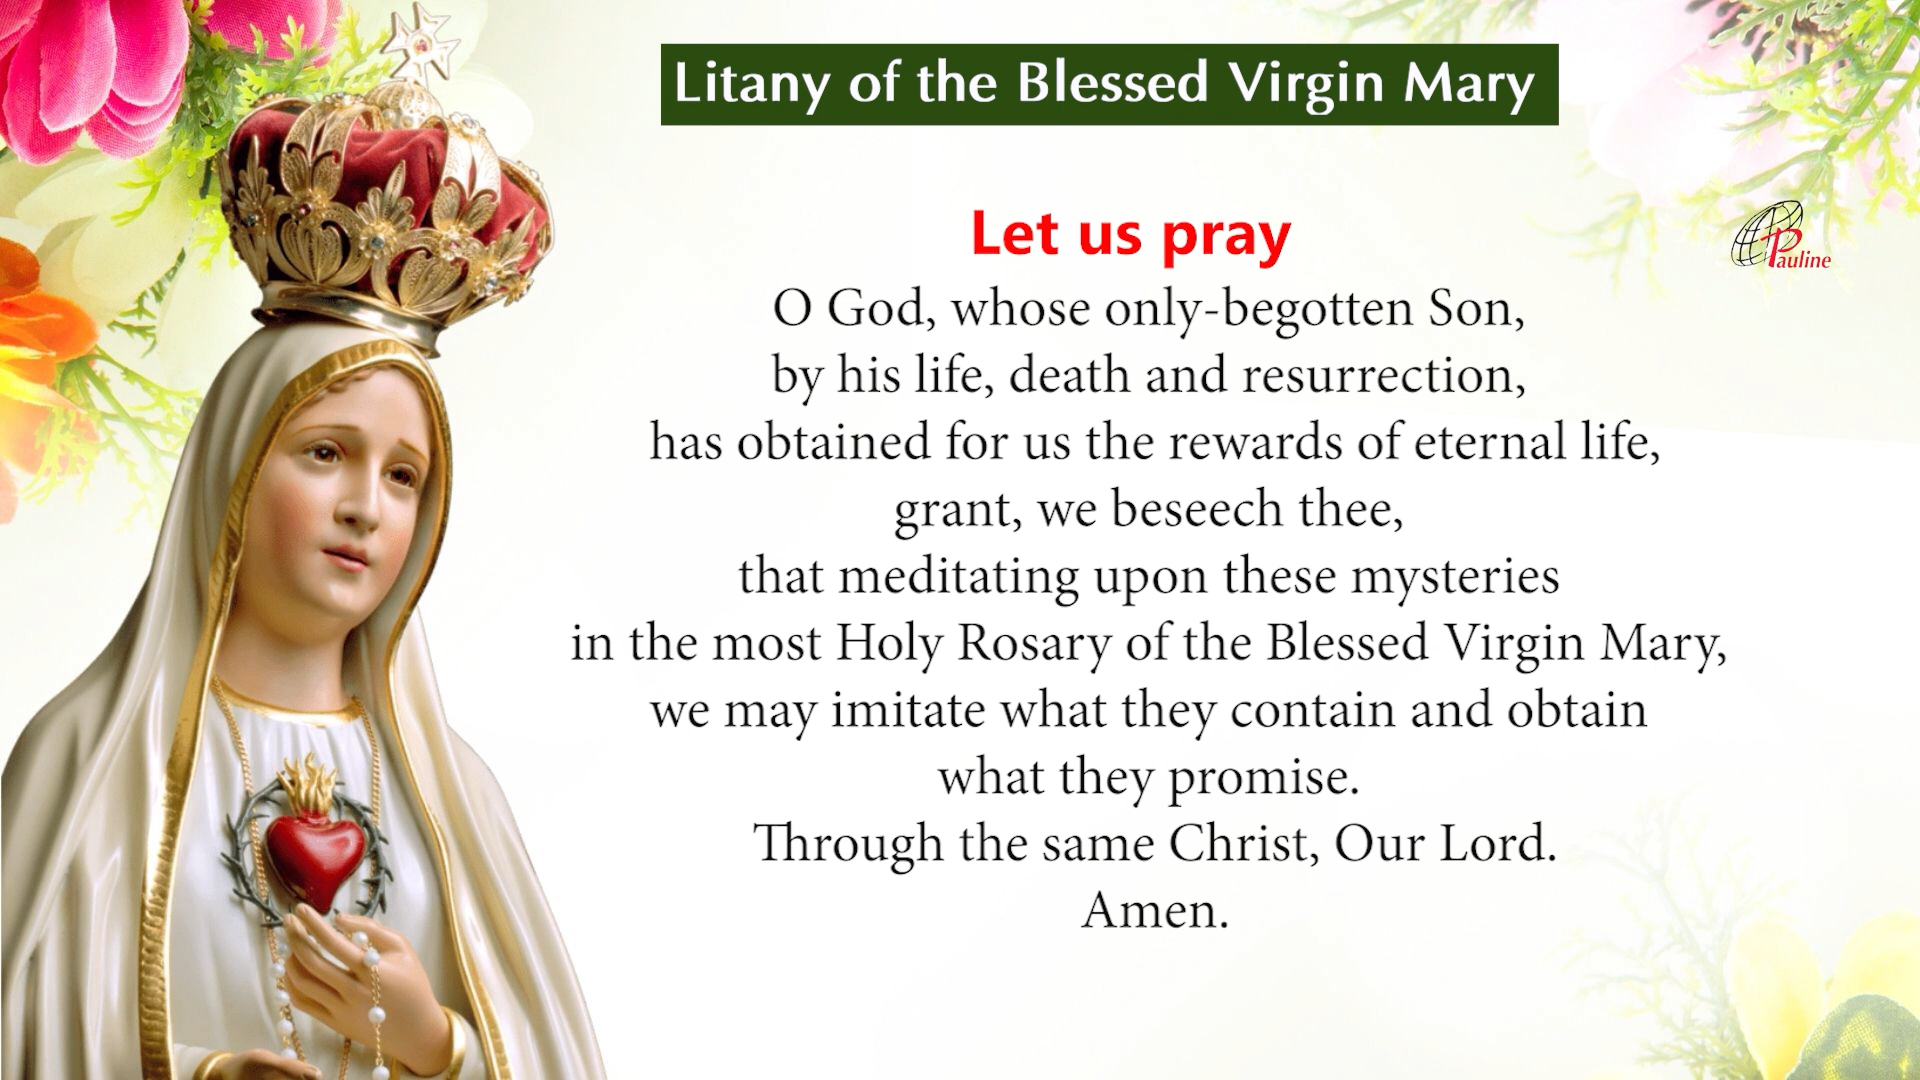 Litany of the Blessed Virgin Mary
Let us pray
Pauline
O God, whose only-begotten Son,
by his life, death and resurrection,
has obtained for us the rewards of eternal life,
grant, we beseech thee,
that meditating upon these mysteries
in the most Holy Rosary of the Blessed Virgin Mary,
we may imitate what they contain and obtain
what they promise.
Through the same Christ, Our Lord.
Amen.